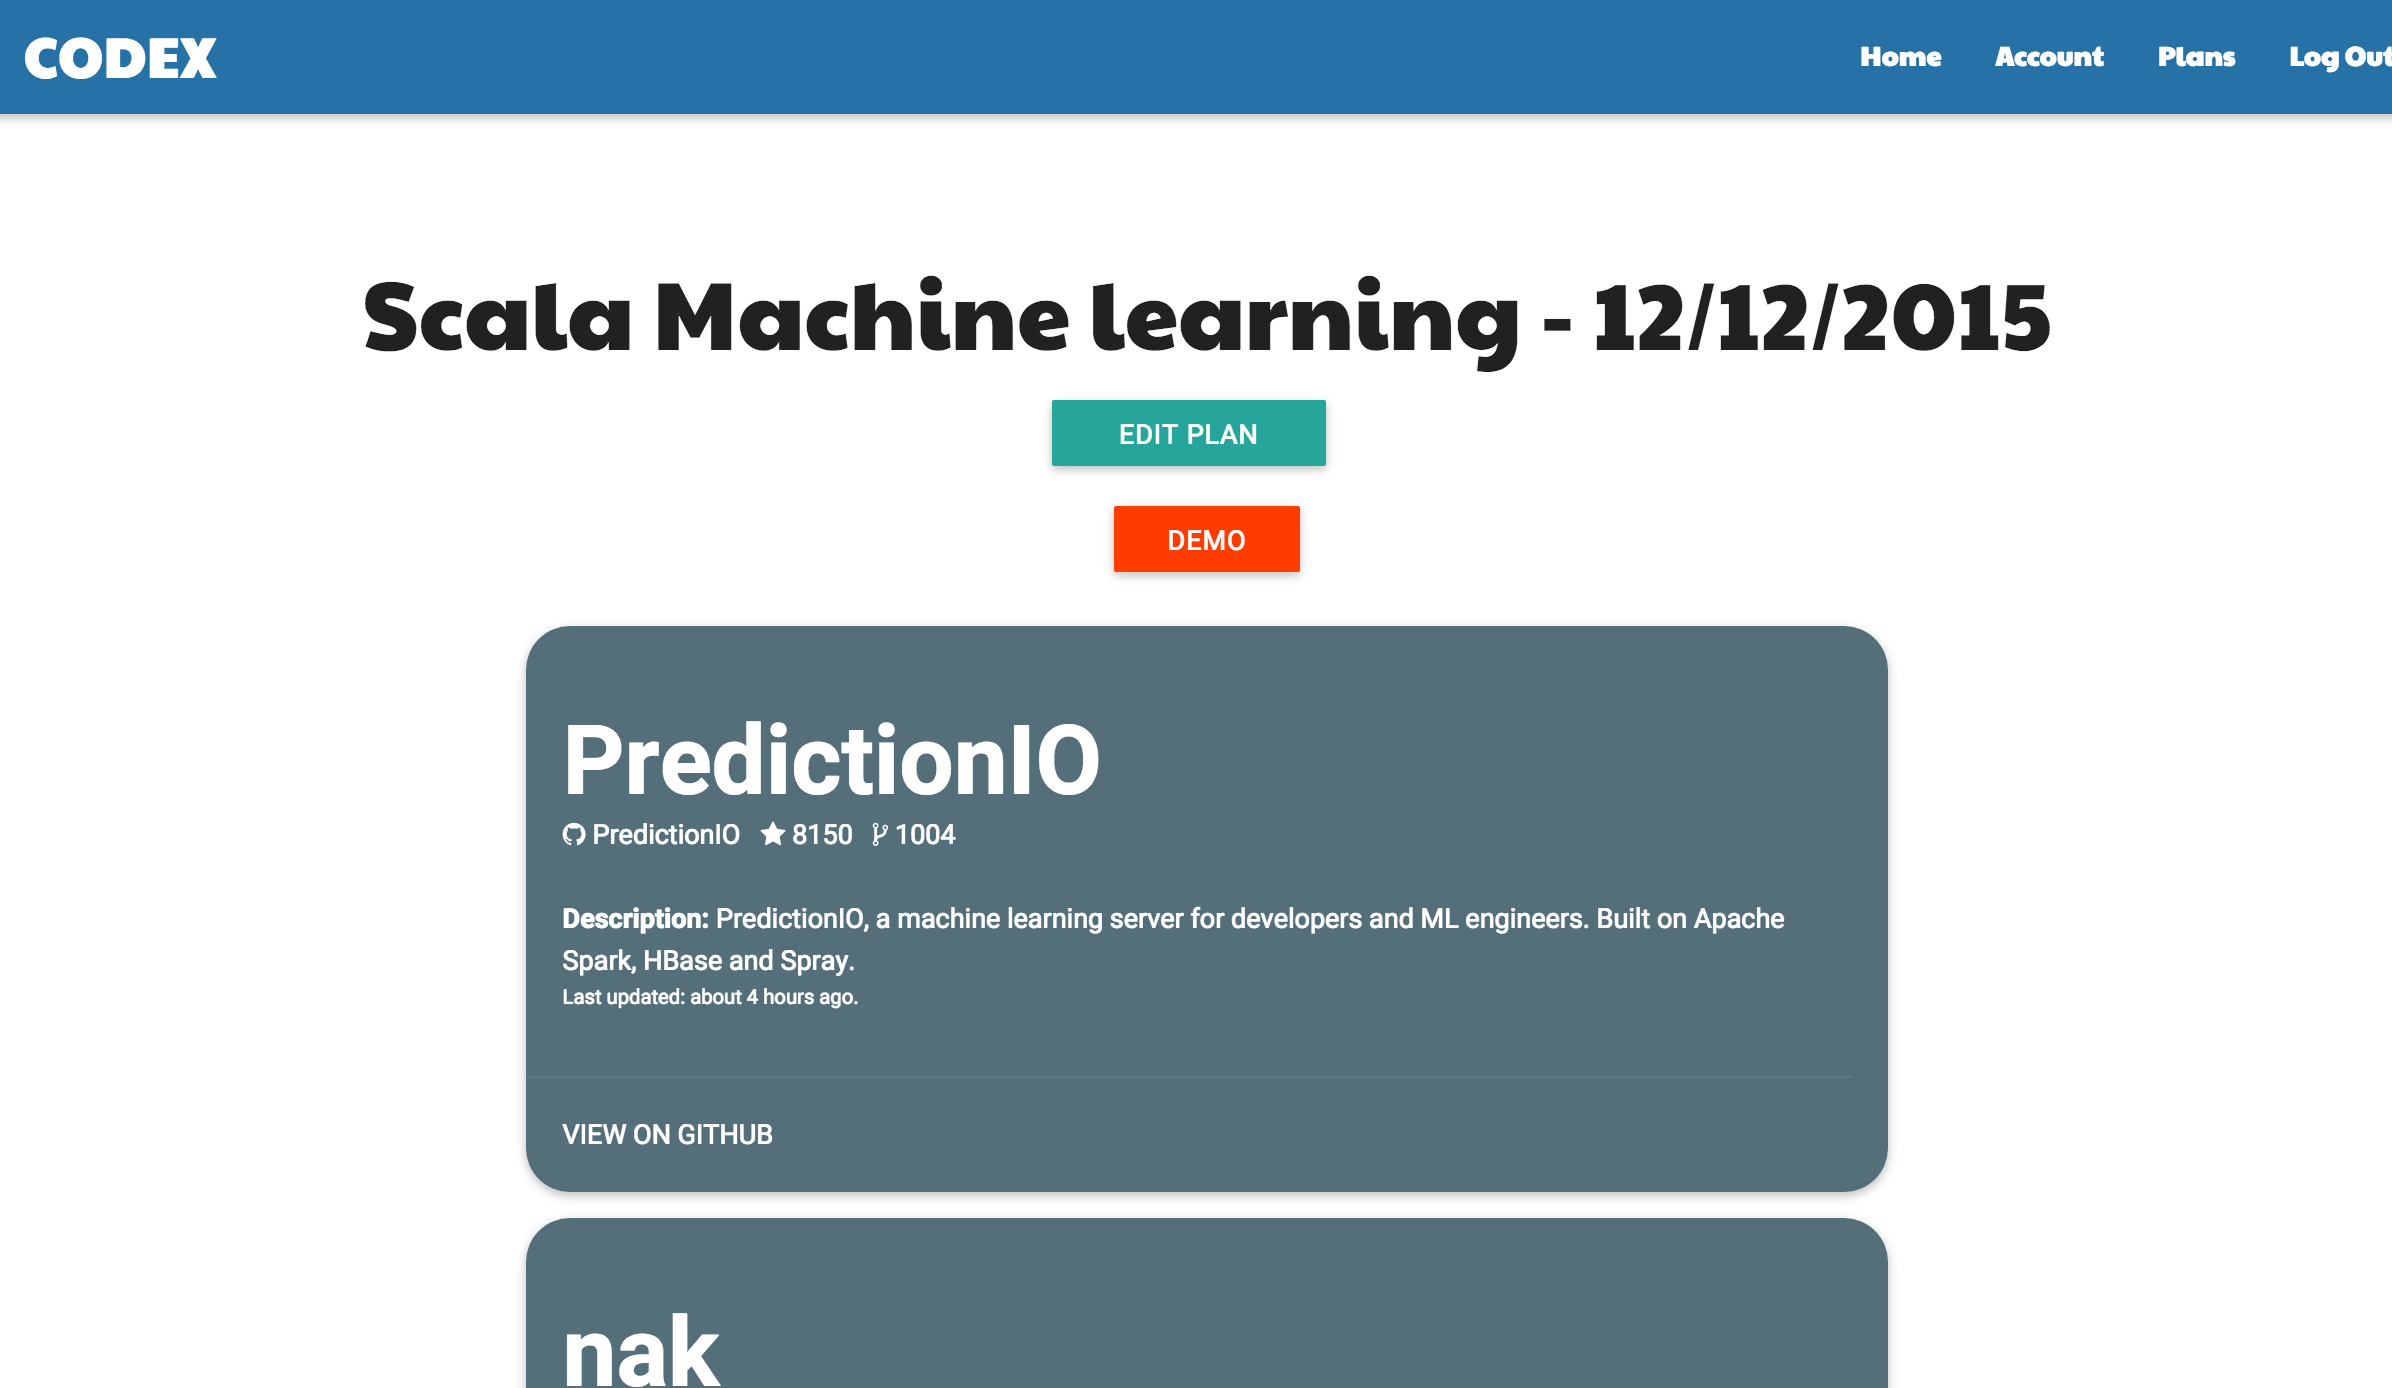 CODEX
Home Account Plans Log Out
Scala Machine learning - 12/12/2015
EDIT PLAN
DEMO
PredictionIO
PredictionIO 8150 1004
Description: PredictionIO, a machine learning server for developers and ML engineers. Built on Apache
Spark, HBase and Spray.
Last updated: about 4 hours ago.
VIEW ON GITHUB
nak